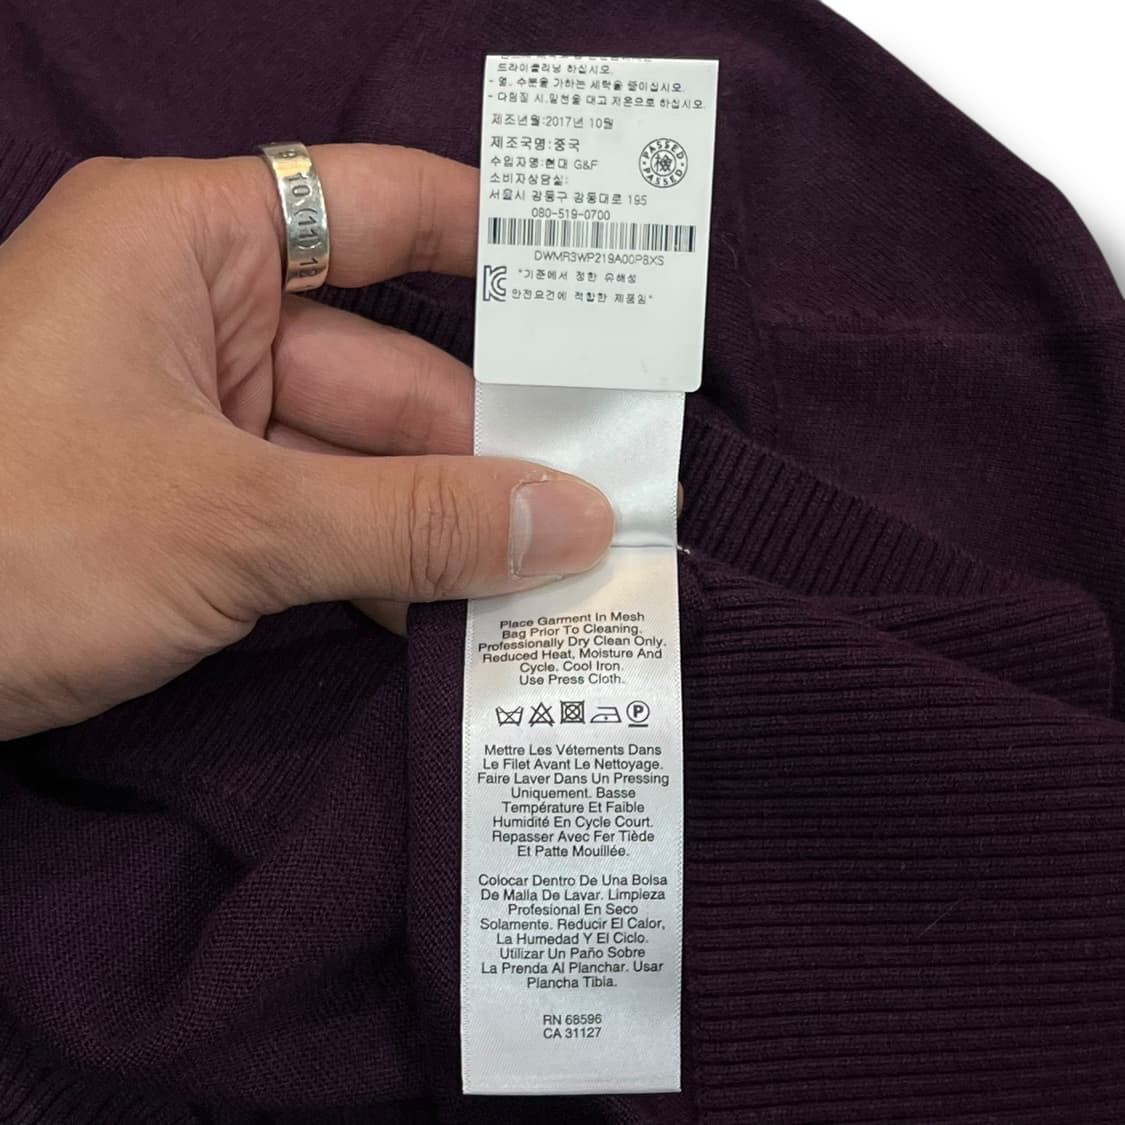 드라이클리닝 하십시오.
- 열, 수분을 가하는 세탁을 줄이십시오.
- 다림질 시, 밑천을 대고 저온으로 하십시오.
제조년월:2017년 10월
제조국명:중국
수입자명:현대 G&F
소비자상담실:
서울시 강동구 강동대로 195
080-519-0700
PASSED
檢
PASSED
DWMR3WP219A00P8XS
"기준에서 정한 유해성
안전요건에 적합한 제품임"
10 (11) 12
Place Garment In Mesh
Bag Prior To Cleaning.
Professionally Dry Clean Only.
Reduced Heat, Moisture And
Cycle. Cool Iron.
Use Press Cloth.
P
Mettre Les Vétements Dans
Le Filet Avant Le Nettoyage.
Faire Laver Dans Un Pressing
Uniquement. Basse
Température Et Faible
Humidité En Cycle Court.
Repasser Avec Fer Tiède
Et Patte Mouillée.
Colocar Dentro De Una Bolsa
De Malla De Lavar. Limpieza
Profesional En Seco
Solamente. Reducir El Calor,
La Humedad Y El Ciclo.
Utilizar Un Paño Sobre
La Prenda Al Planchar. Usar
Plancha Tibia.
RN 68596
CA 31127